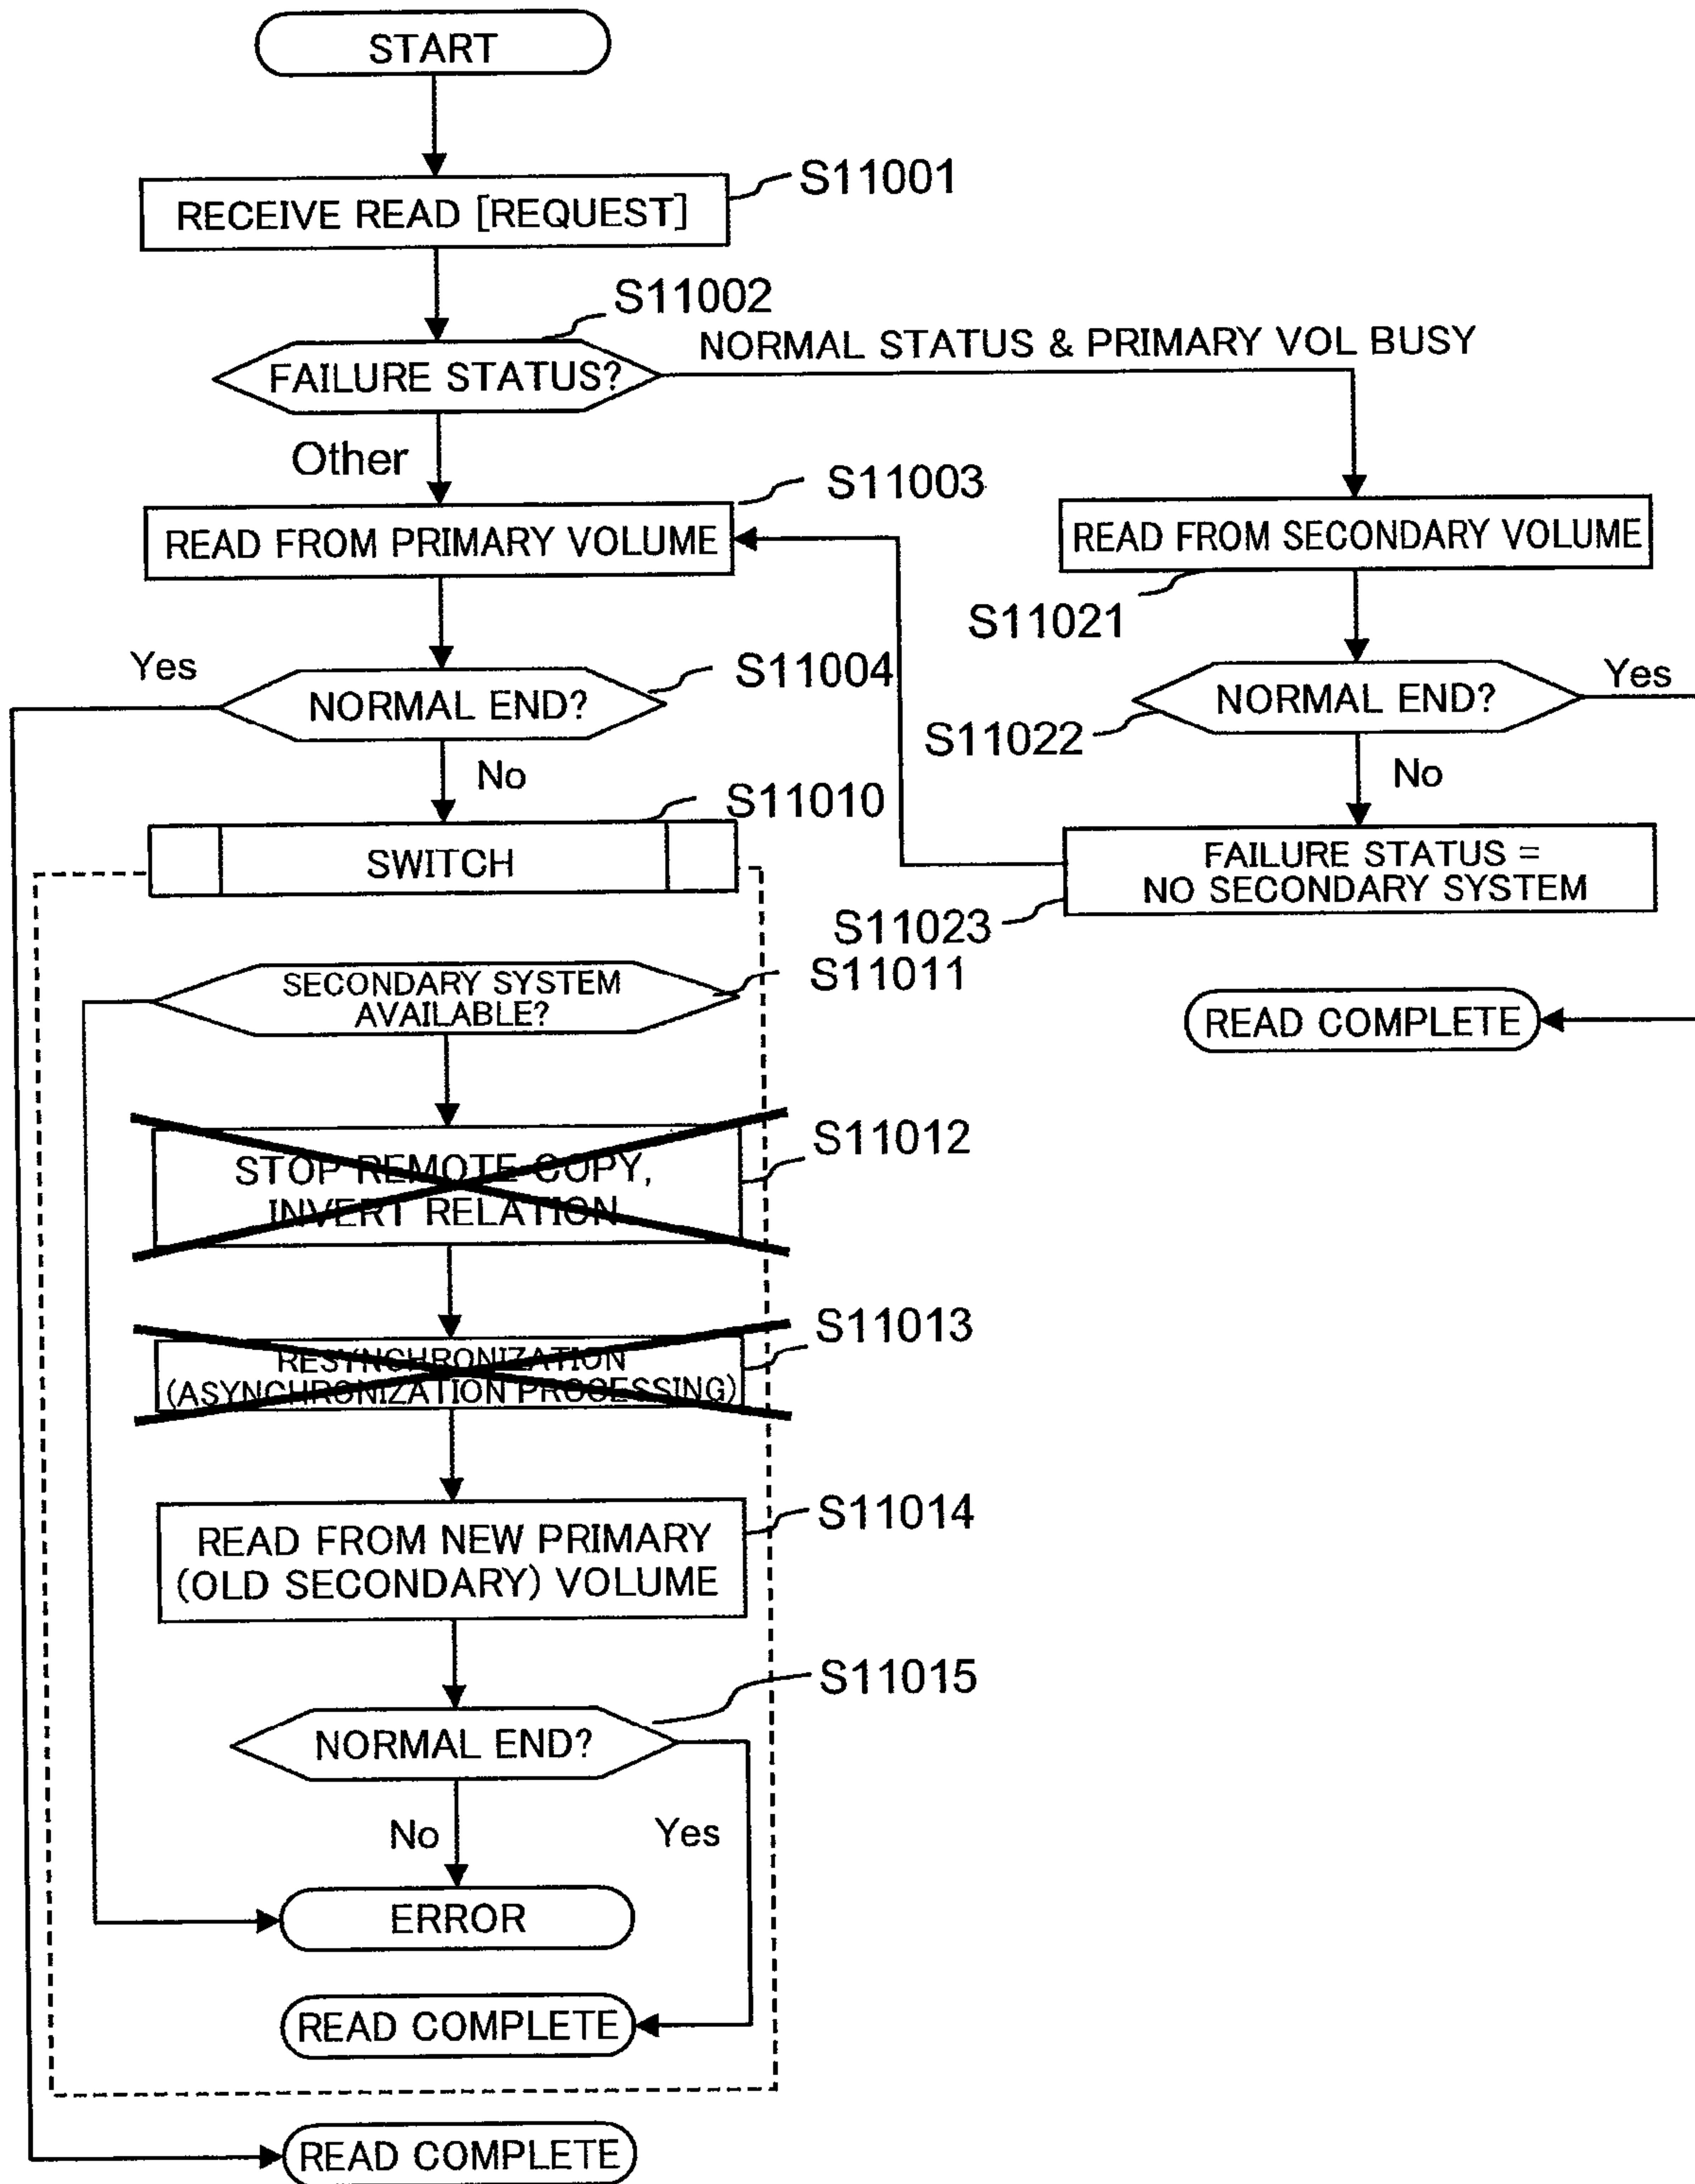 START
S11001
RECEIVE READ [REQUEST]
S11002
NORMAL STATUS & PRIMARY VOL BUSY
FAILURE STATUS?
Other
S11003
READ FROM PRIMARY VOLUME
READ FROM SECONDARY VOLUME
S11021
Yes
S11004
NORMAL END?
NORMAL END?
Yes
S11022
No
No
S11010
SWITCH
FAILURE STATUS =
NO SECONDARY SYSTEM
S11023
S11011
SECONDARY SYSTEM
AVAILABLE?
READ COMPLETE
S11012
STOP REMOTE COPY,
INVERT RELATION
S11013
RESYNCHRONIZATION
(ASYNCHRONIZATION PROCESSING)
S11014
READ FROM NEW PRIMARY
(OLD SECONDARY) VOLUME
S11015
NORMAL END?
No
Yes
ERROR
READ COMPLETE
READ COMPLETE